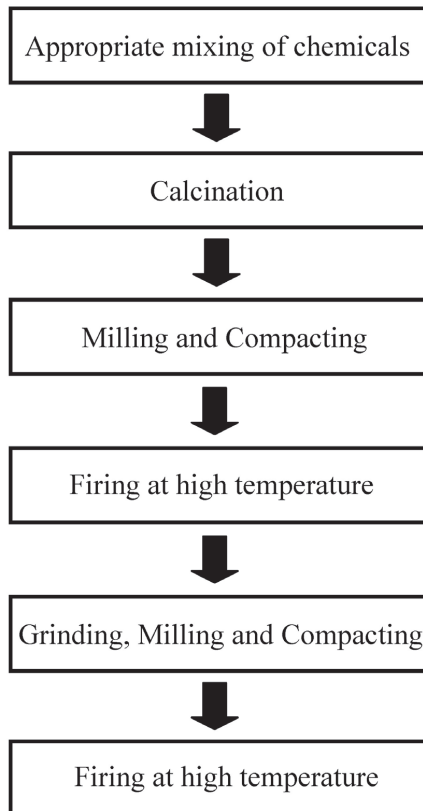 Appropriate mixing of chemicals
Calcination
Milling and Compacting
Firing at high temperature
Grinding, Milling and Compacting
Firing at high temperature